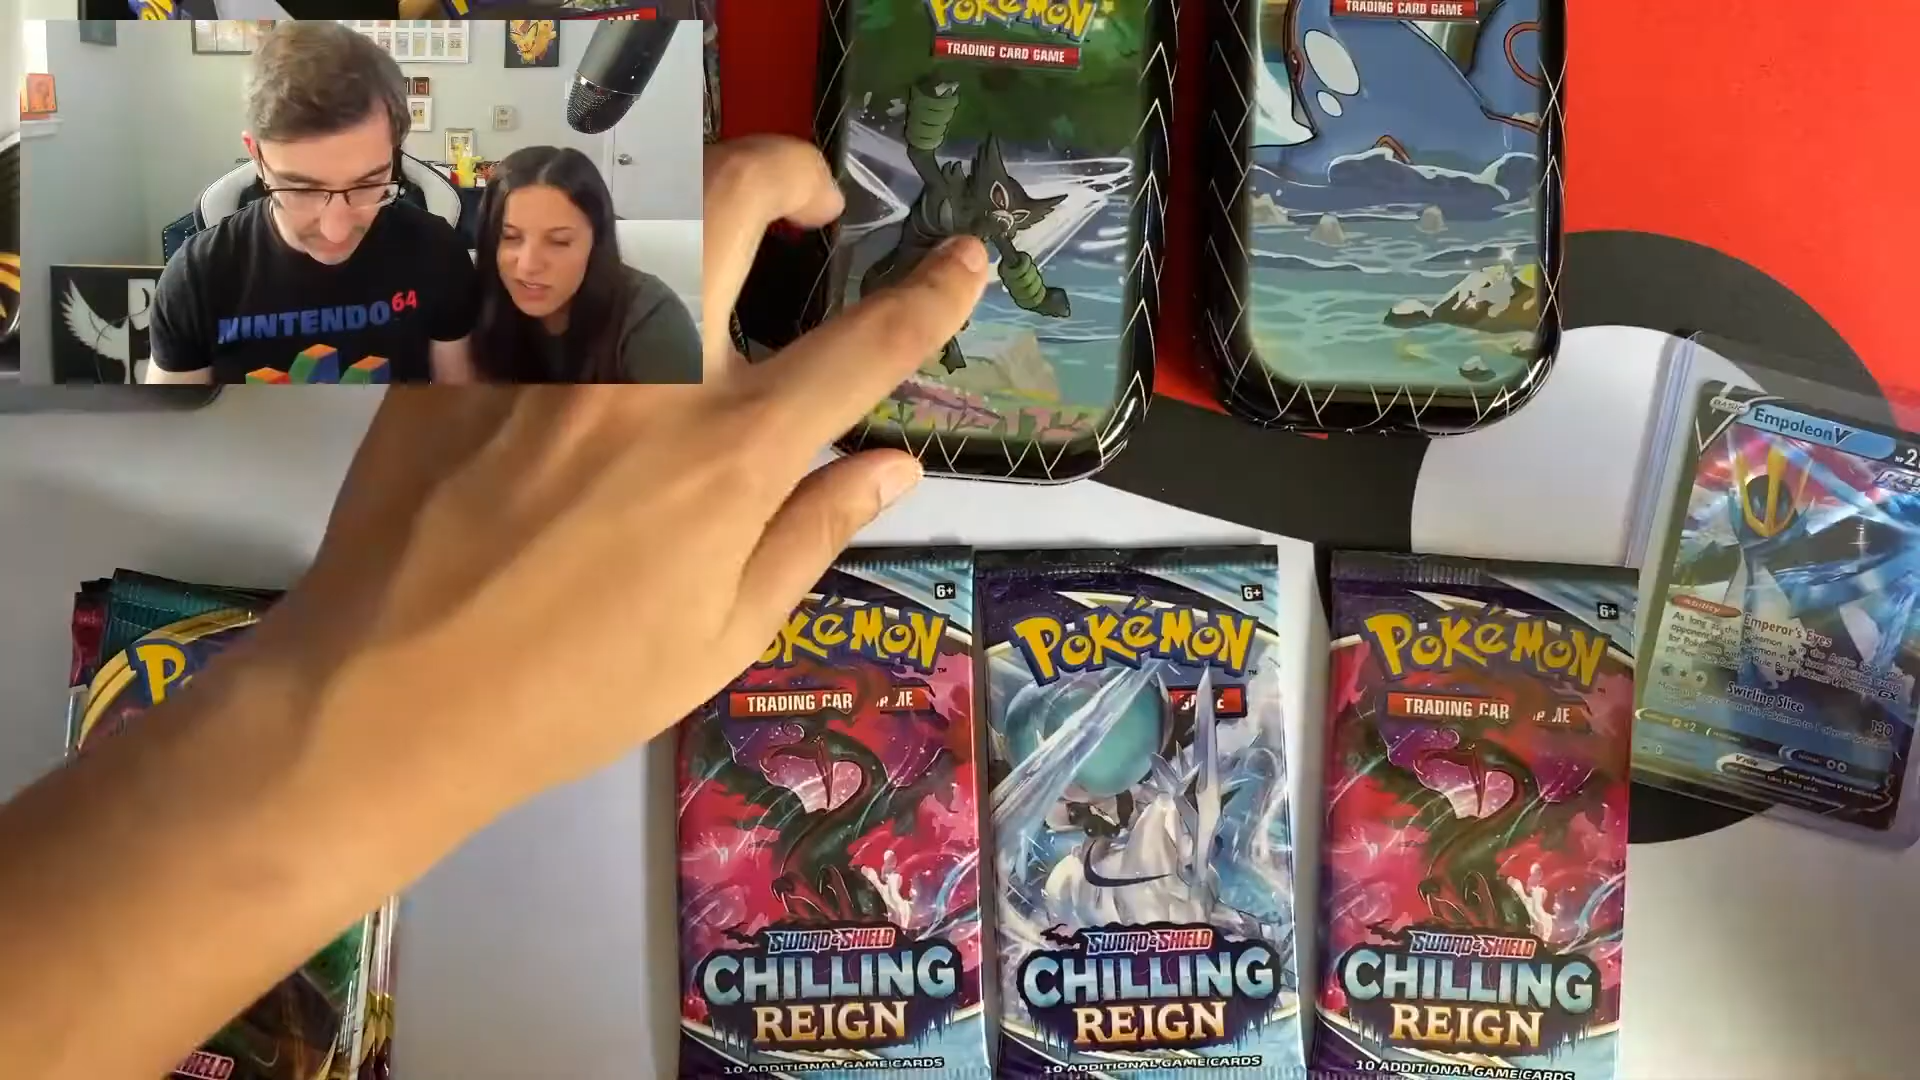 POKÉMON
TRADING CARD GAME
TRADING CARD GAME
NINTENDO 64
BASIC
Empoleon V
Ability
Emperor's Eyes
Swirling Slice
130
6+
POKÉMON
TRADING CAR
SWORD & SHIELD
CHILLING
REIGN
10 ADDITIONAL GAME CARDS
6+
POKÉMON
SWORD & SHIELD
CHILLING
REIGN
10 ADDITIONAL GAME CARDS
6+
POKÉMON
TRADING CAR
SWORD & SHIELD
CHILLING
REIGN
10 ADDITIONAL GAME CARDS